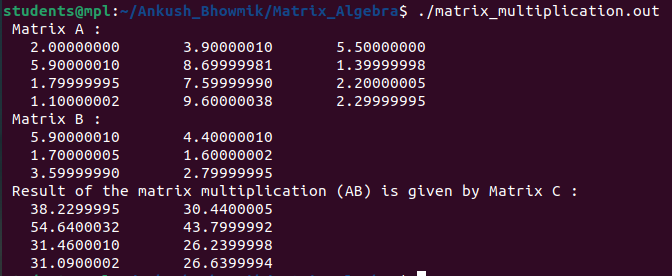 students@mpl:~/Ankush_Bhowmik/Matrix_Algebra$ ./matrix_multiplication.out
Matrix A :
2.00000000 3.90000010 5.50000000
5.90000010 8.69999981 1.39999998
1.79999995 7.59999990 2.20000005
1.10000002 9.60000038 2.29999995
Matrix B :
5.90000010 4.40000010
1.70000005 1.60000002
3.59999990 2.79999995
Result of the matrix multiplication (AB) is given by Matrix C :
38.2299995 30.4400005
54.6400032 43.7999992
31.4600010 26.2399998
31.0900002 26.6399994